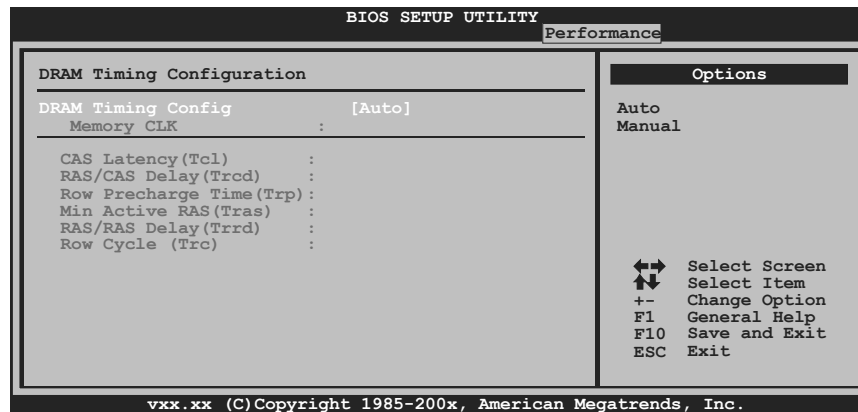 BIOS SETUP UTILITY
Performance
DRAM Timing Configuration
DRAM Timing Config [Auto]
Memory CLK :
CAS Latency(Tcl) :
RAS/CAS Delay(Trcd) :
Row Precharge Time(Trp) :
Min Active RAS(Tras) :
RAS/RAS Delay(Trrd) :
Row Cycle (Trc) :
Options
Auto
Manual
Select Screen
Select Item
+- Change Option
F1 General Help
F10 Save and Exit
ESC Exit
vxx.xx (C)Copyright 1985-200x, American Megatrends, Inc.